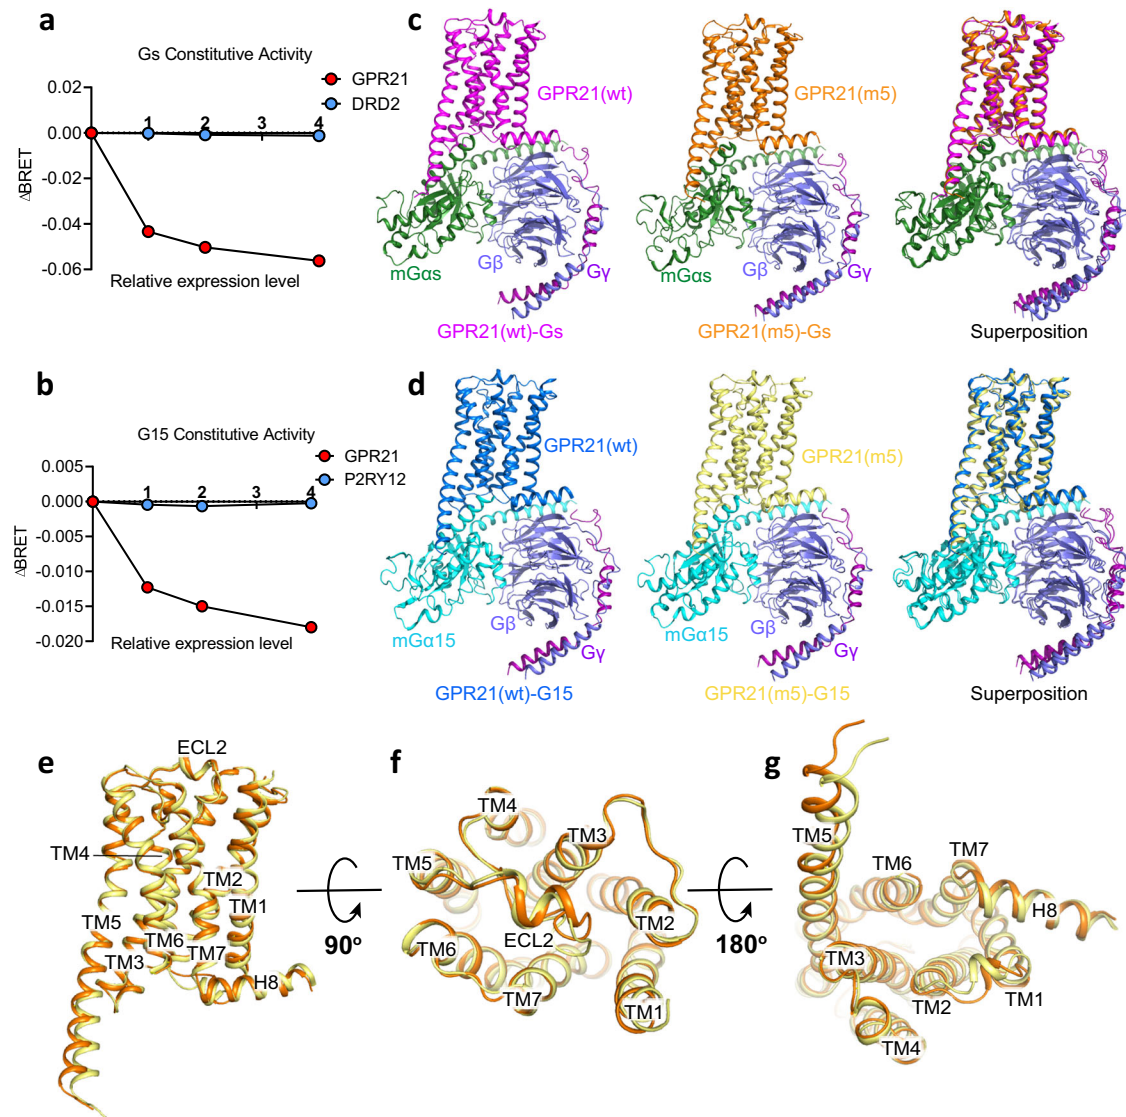 a
Gs Constitutive Activity
GPR21
DRD2
0.02
0.00
-0.02
-0.04
-0.06
1
2
3
4
ΔBRET
Relative expression level
c
GPR21(wt)
mGαs
Gβ
Gγ
GPR21(wt)-Gs
GPR21(m5)
mGαs
Gβ
Gγ
GPR21(m5)-Gs
Superposition
b
G15 Constitutive Activity
GPR21
P2RY12
0.005
0.000
-0.005
-0.010
-0.015
-0.020
1
2
3
4
ΔBRET
Relative expression level
d
GPR21(wt)
mGα15
Gβ
Gγ
GPR21(wt)-G15
GPR21(m5)
mGα15
Gβ
Gγ
GPR21(m5)-G15
Superposition
e
ECL2
TM4
TM2
TM1
TM5
TM6
TM3
TM7
H8
90º
f
TM4
TM3
TM5
TM2
ECL2
TM6
TM7
TM1
180º
g
TM5
TM6
TM7
H8
TM3
TM2
TM1
TM4